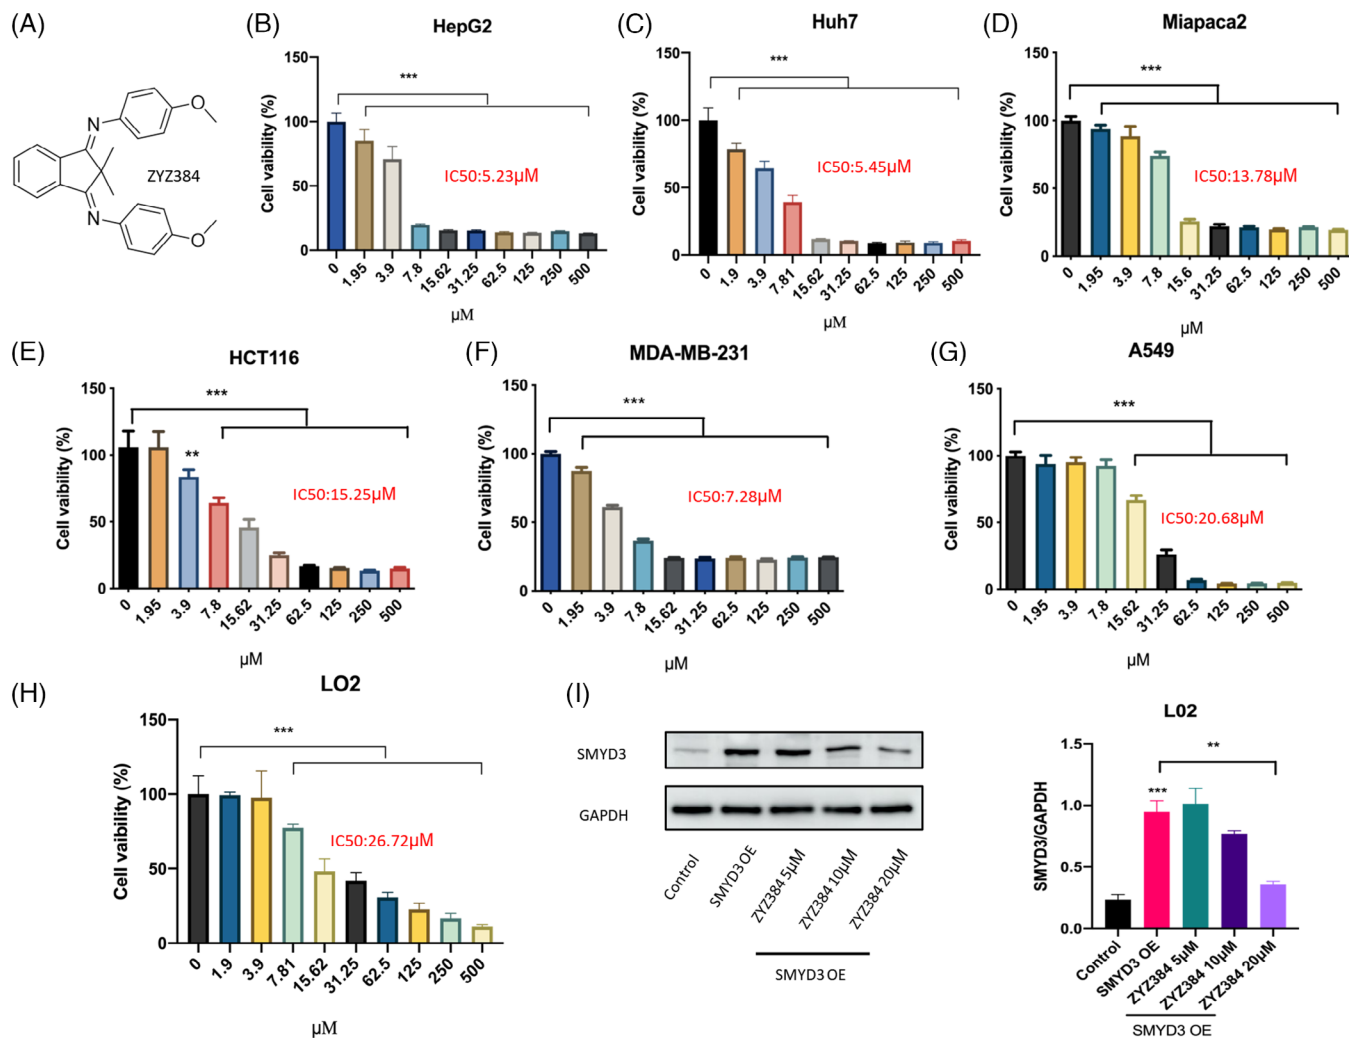 (A)
N
O
ZYZ384
N
O
(B)
HepG2
Cell vaibility (%)
150
100
50
0
***
IC50:5.23μM
0 1.95 3.9 7.8 15.62 31.25 62.5 125 250 500
μM
(C)
Huh7
Cell vaibility (%)
150
100
50
0
***
IC50:5.45μM
0 1.9 3.9 7.81 15.62 31.25 62.5 125 250 500
μM
(D)
Miapaca2
Cell vaibility (%)
150
100
50
0
***
IC50:13.78μM
0 1.95 3.9 7.8 15.6 31.25 62.5 125 250 500
μM
(E)
HCT116
Cell vaibility (%)
150
100
50
0
***
**
IC50:15.25μM
0 1.95 3.9 7.8 15.62 31.25 62.5 125 250 500
μM
(F)
MDA-MB-231
Cell vaibility (%)
150
100
50
0
***
IC50:7.28μM
0 1.95 3.9 7.8 15.62 31.25 62.5 125 250 500
μM
(G)
A549
Cell vaibility (%)
150
100
50
0
***
IC50:20.68μM
0 1.95 3.9 7.8 15.62 31.25 62.5 125 250 500
μM
(H)
LO2
Cell vaibility (%)
150
100
50
0
***
IC50:26.72μM
0 1.9 3.9 7.81 15.62 31.25 62.5 125 250 500
μM
(I)
SMYD3
GAPDH
Control
SMYD3 OE
ZYZ384 5μM
ZYZ384 10μM
ZYZ384 20μM
SMYD3 OE
L02
SMYD3/GAPDH
1.5
1.0
0.5
0.0
***
**
Control
SMYD3 OE
ZYZ384 5μM
ZYZ384 10μM
ZYZ384 20μM
SMYD3 OE